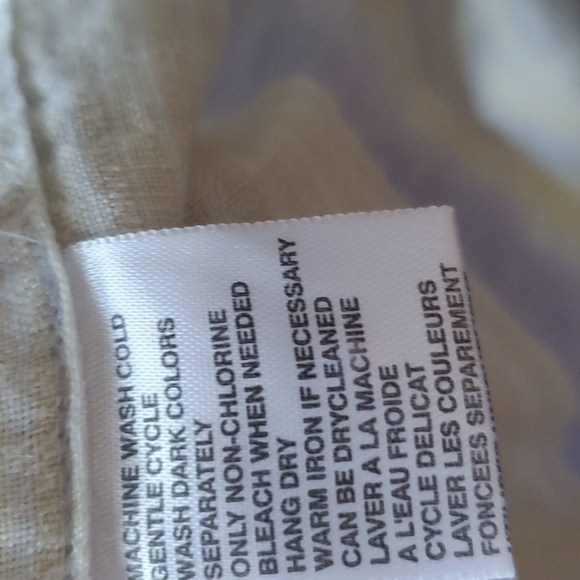 MACHINE WASH COLD
GENTLE CYCLE
WASH DARK COLORS
SEPARATELY
ONLY NON-CHLORINE
BLEACH WHEN NEEDED
HANG DRY
WARM IRON IF NECESSARY
CAN BE DRYCLEANED
LAVER A LA MACHINE
A L'EAU FROIDE
CYCLE DELICAT
LAVER LES COULEURS
FONCEES SEPAREMENT